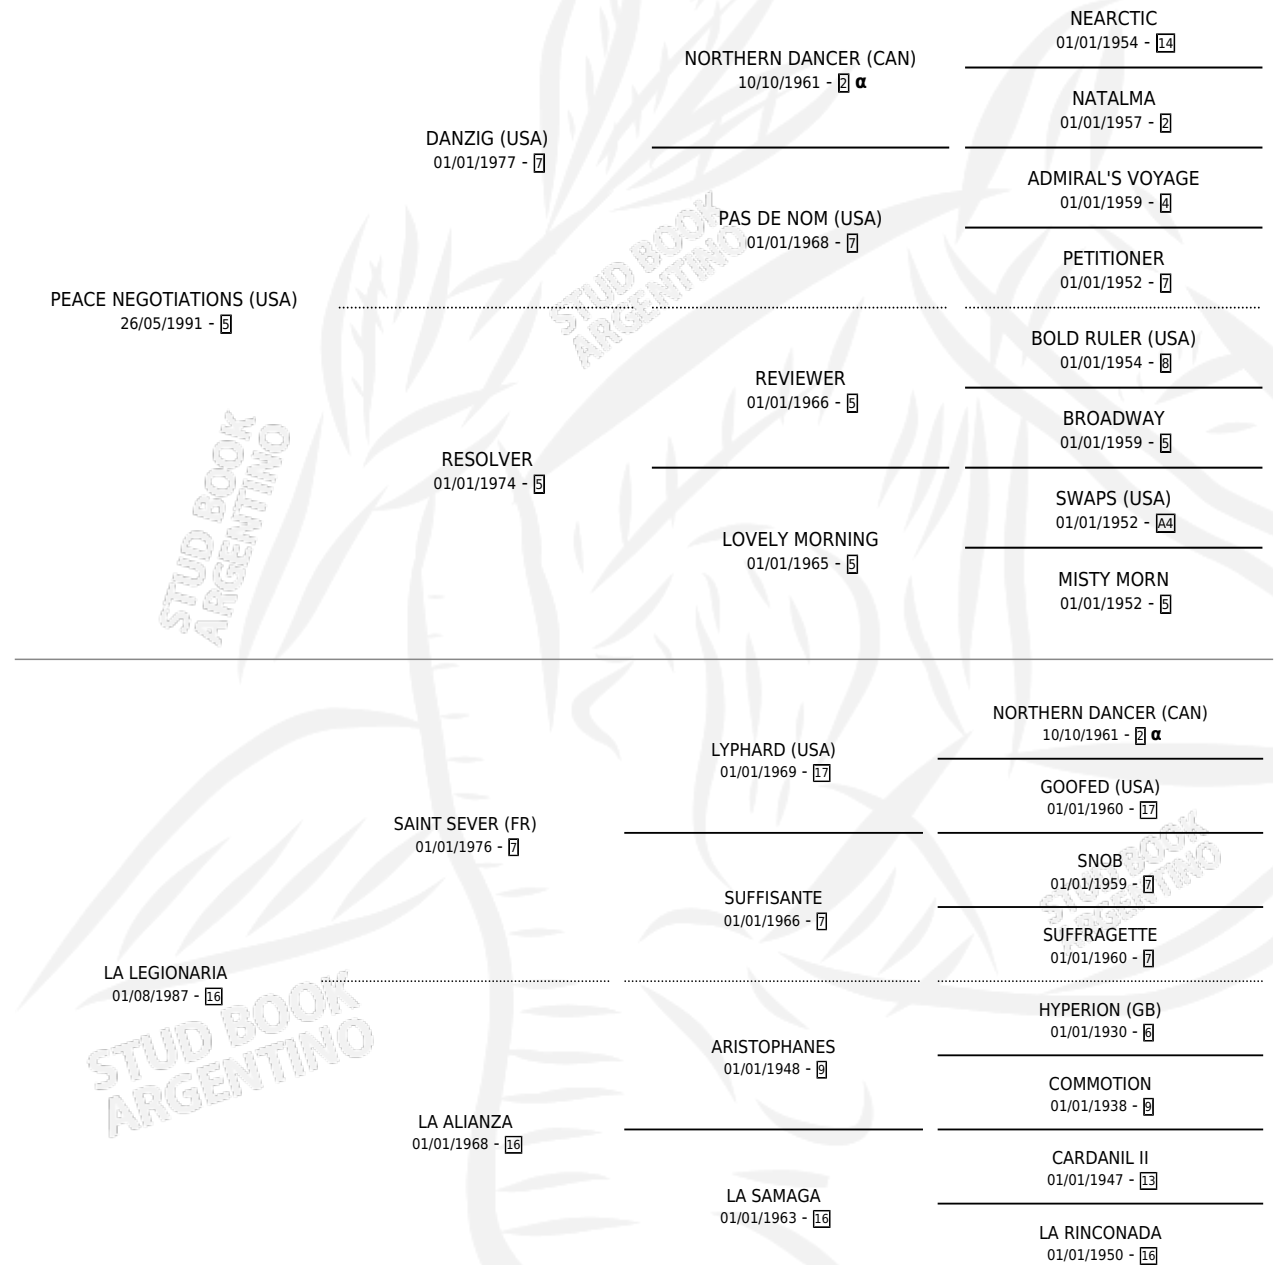 NEARCTIC
01/01/1954 - 14
NORTHERN DANCER (CAN)
10/10/1961 - 2 α
NATALMA
01/01/1957 - 2
DANZIG (USA)
01/01/1977 - 7
ADMIRAL'S VOYAGE
01/01/1959 - 4
PAS DE NOM (USA)
01/01/1968 - 7
PETITIONER
01/01/1952 - 7
PEACE NEGOTIATIONS (USA)
26/05/1991 - 5
BOLD RULER (USA)
01/01/1954 - 8
REVIEWER
01/01/1966 - 5
BROADWAY
01/01/1959 - 5
RESOLVER
01/01/1974 - 5
SWAPS (USA)
01/01/1952 - A4
LOVELY MORNING
01/01/1965 - 5
MISTY MORN
01/01/1952 - 5
NORTHERN DANCER (CAN)
10/10/1961 - 2 α
LYPHARD (USA)
01/01/1969 - 17
GOOFED (USA)
01/01/1960 - 17
SAINT SEVER (FR)
01/01/1976 - 7
SNOB
01/01/1959 - 7
SUFFISANTE
01/01/1966 - 7
SUFFRAGETTE
01/01/1960 - 7
LA LEGIONARIA
01/08/1987 - 16
HYPERION (GB)
01/01/1930 - 6
ARISTOPHANES
01/01/1948 - 9
COMMOTION
01/01/1938 - 9
LA ALIANZA
01/01/1968 - 16
CARDANIL II
01/01/1947 - 13
LA SAMAGA
01/01/1963 - 16
LA RINCONADA
01/01/1950 - 16
STUD BOOK
ARGENTINO
STUD BOOK
ARGENTINO
STUD BOOK
ARGENTINO
STUD BOOK
ARGENTINO